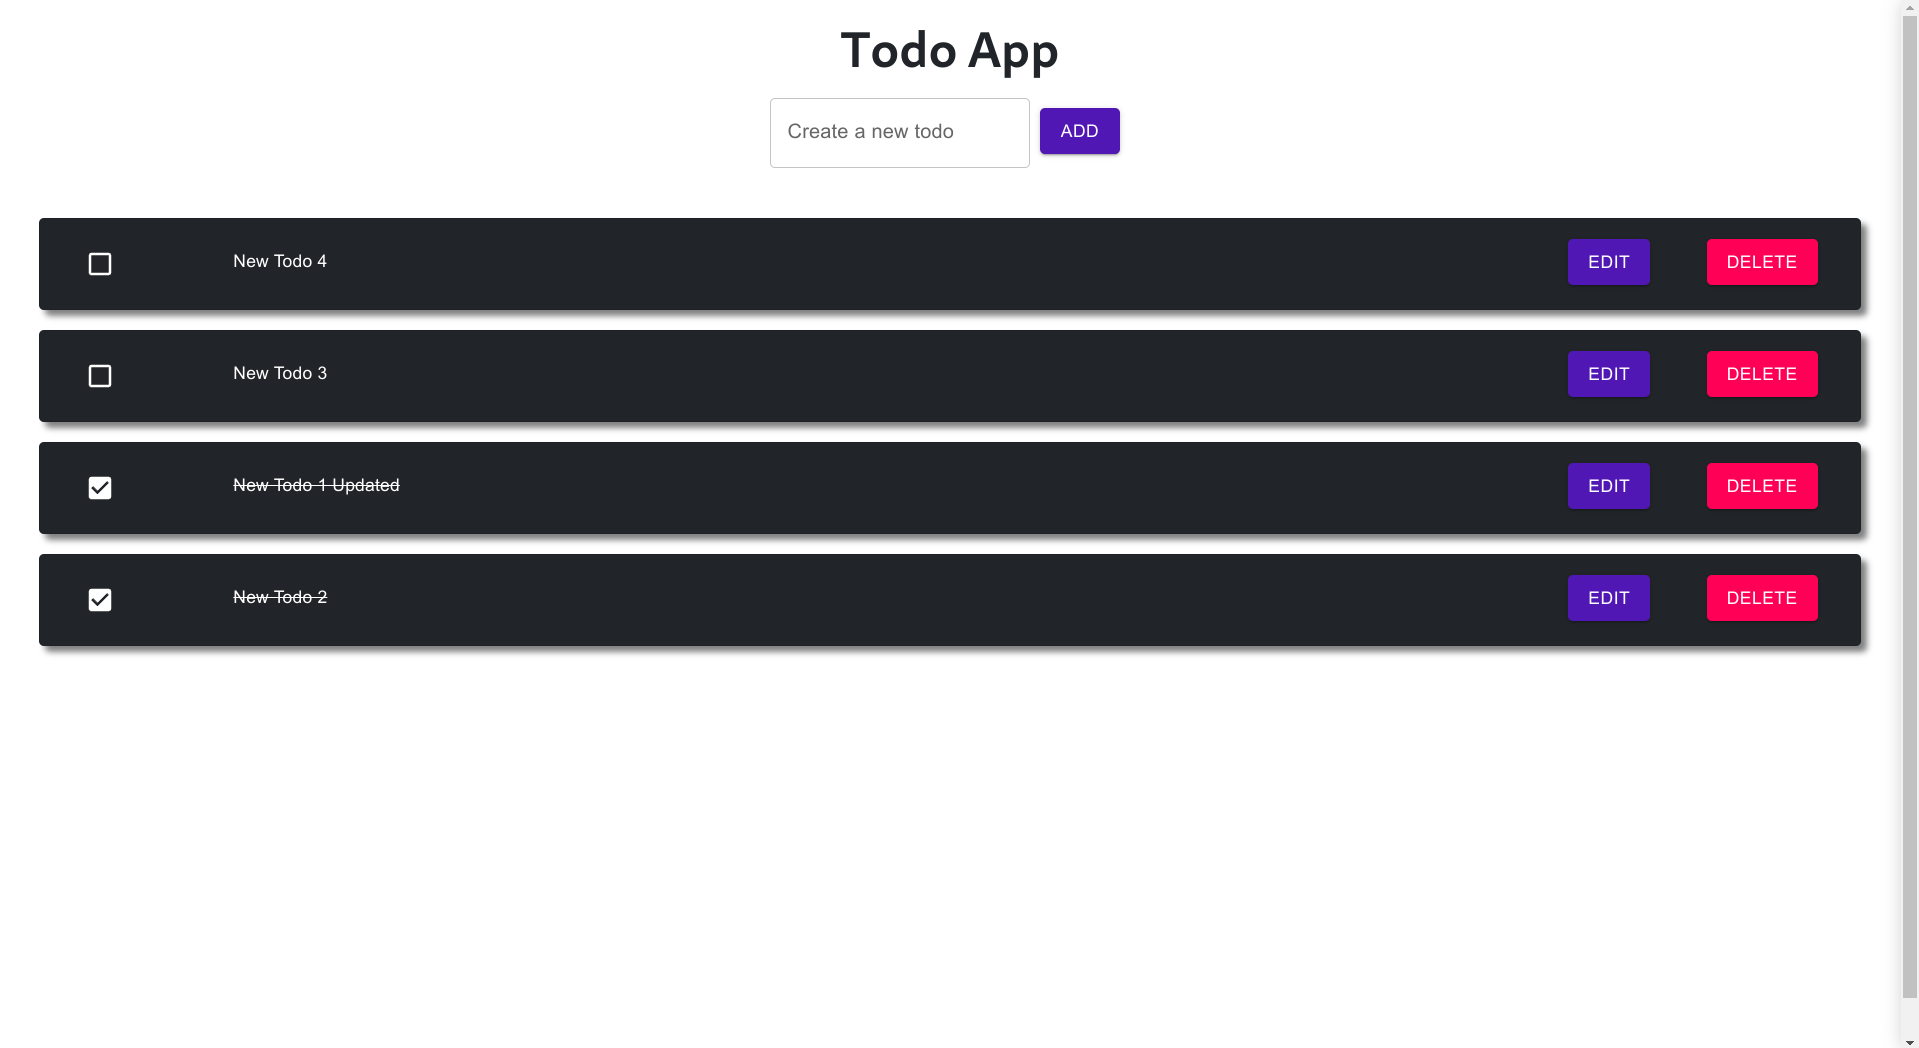 Todo App
Create a new todo
ADD
New Todo 4
EDIT
DELETE
New Todo 3
EDIT
DELETE
New Todo 1 Updated
EDIT
DELETE
New Todo 2
EDIT
DELETE